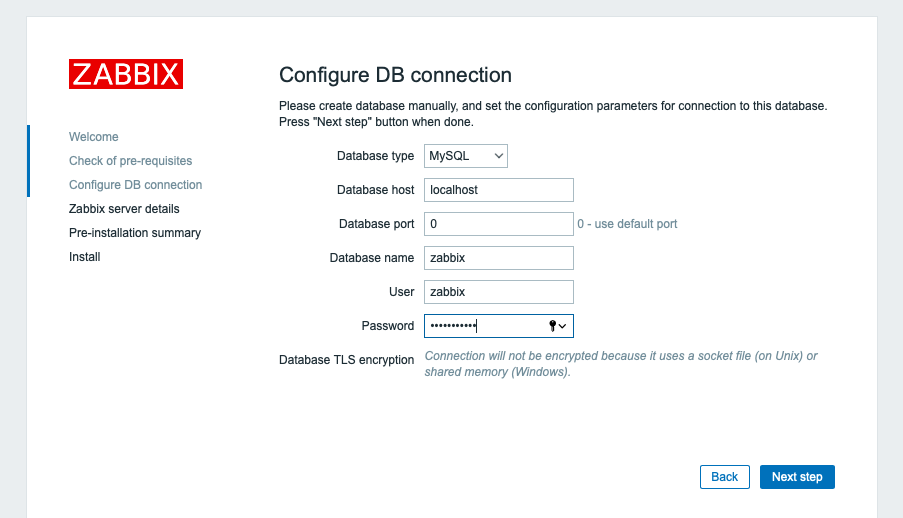 ZABBIX
Welcome
Check of pre-requisites
Configure DB connection
Zabbix server details
Pre-installation summary
Install
Configure DB connection
Please create database manually, and set the configuration parameters for connection to this database.
Press "Next step" button when done.
Database type MySQL
Database host localhost
Database port 0 0 - use default port
Database name zabbix
User zabbix
Password •••••••••••
Database TLS encryption Connection will not be encrypted because it uses a socket file (on Unix) or
shared memory (Windows).
Back Next step